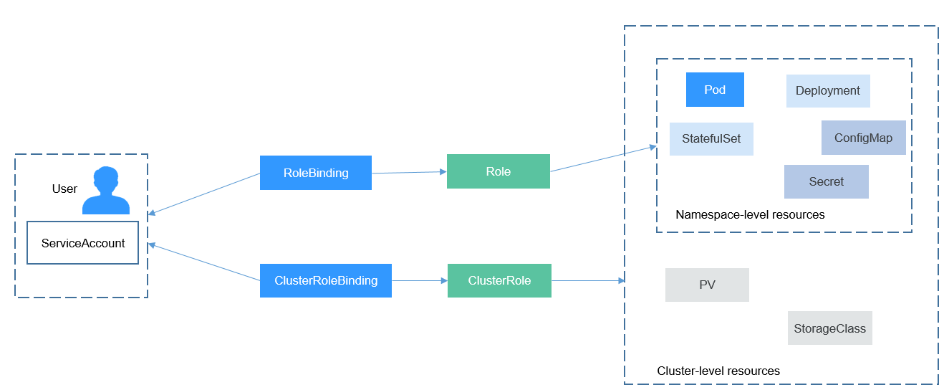 User
ServiceAccount
RoleBinding
ClusterRoleBinding
Role
ClusterRole
Pod
Deployment
StatefulSet
ConfigMap
Secret
Namespace-level resources
PV
StorageClass
Cluster-level resources